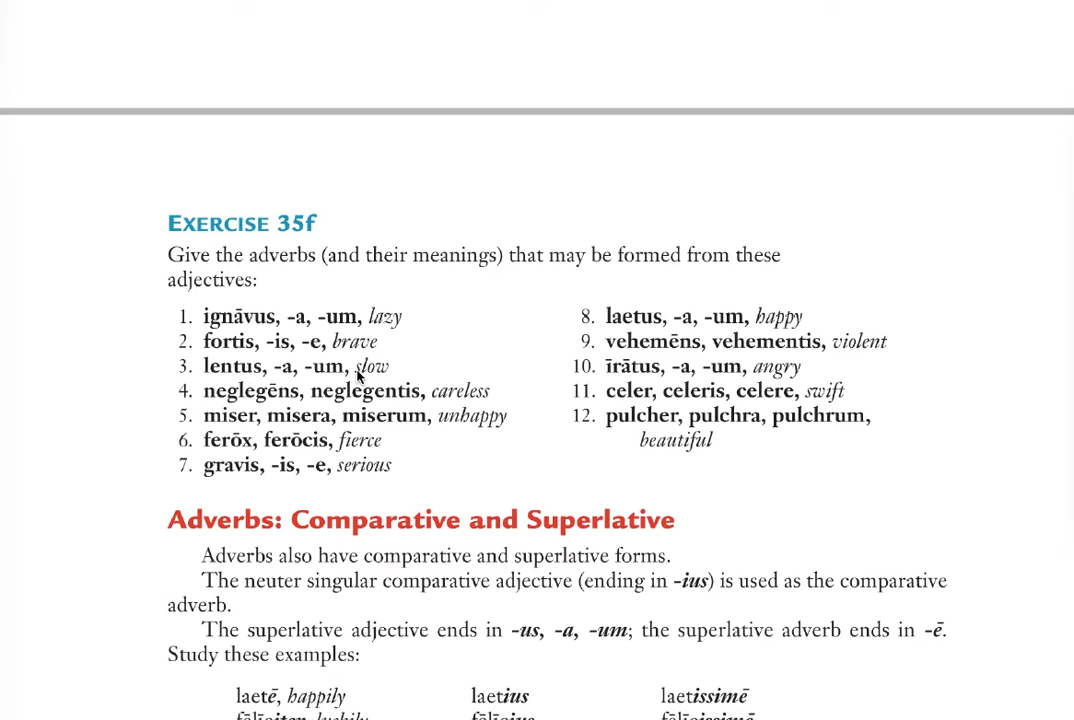 EXERCISE 35f
Give the adverbs (and their meanings) that may be formed from these
adjectives:
1. ignāvus, -a, -um, lazy
2. fortis, -is, -e, brave
3. lentus, -a, -um, slow
4. neglegēns, neglegentis, careless
5. miser, misera, miserum, unhappy
6. ferōx, ferōcis, fierce
7. gravis, -is, -e, serious
8. laetus, -a, -um, happy
9. vehemēns, vehementis, violent
10. īrātus, -a, -um, angry
11. celer, celeris, celere, swift
12. pulcher, pulchra, pulchrum,
beautiful
Adverbs: Comparative and Superlative
Adverbs also have comparative and superlative forms.
The neuter singular comparative adjective (ending in -ius) is used as the comparative
adverb.
The superlative adjective ends in -us, -a, -um; the superlative adverb ends in -ē.
Study these examples:
laetē, happily laetius laetissimē